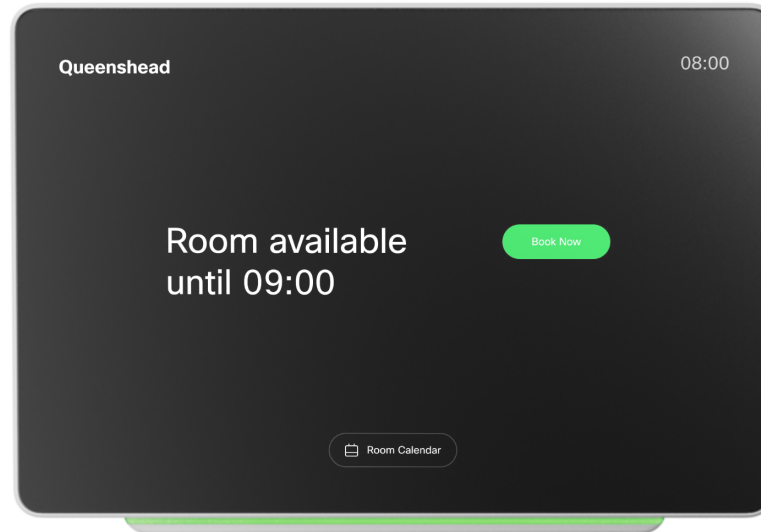 Queenshead
08:00
Room available
until 09:00
Book Now
Room Calendar